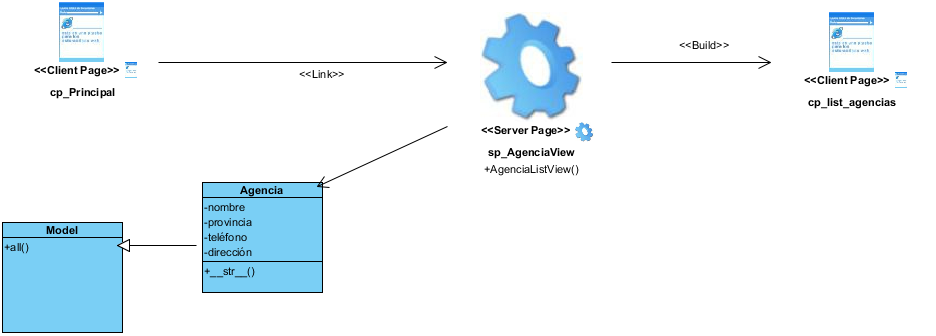 <<Client Page>>
cp_Principal
<<Link>>
<<Server Page>>
sp_AgenciaView
+AgenciaListView()
<<Build>>
<<Client Page>>
cp_list_agencias
Agencia
-nombre
-provincia
-teléfono
-dirección
+__str__()
Model
+all()